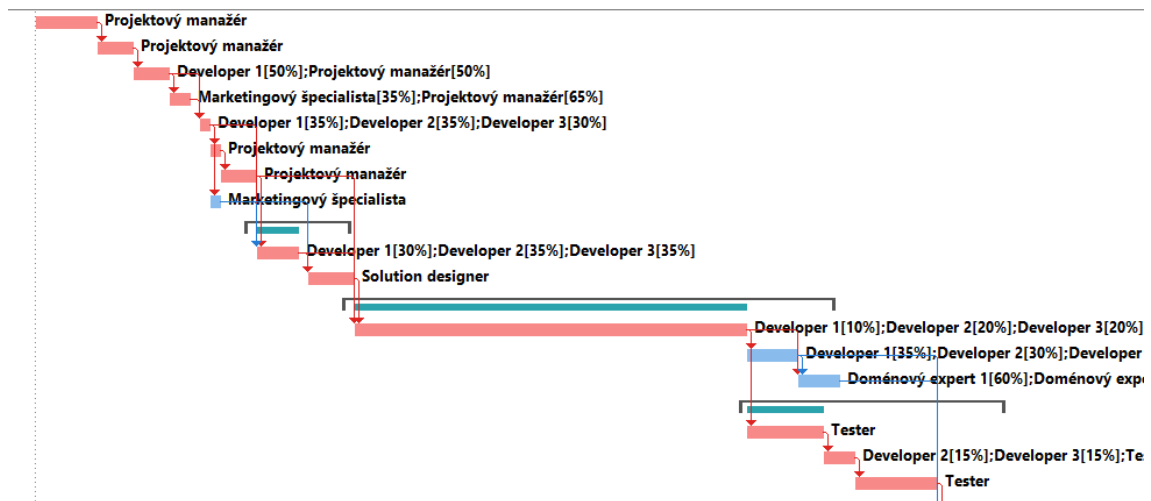 Projektový manažér
Projektový manažér
Developer 1[50%];Projektový manažér[50%]
Marketingový špecialista[35%];Projektový manažér[65%]
Developer 1[35%];Developer 2[35%];Developer 3[30%]
Projektový manažér
Projektový manažér
Marketingový špecialista
Developer 1[30%];Developer 2[35%];Developer 3[35%]
Solution designer
Developer 1[10%];Developer 2[20%];Developer 3[20%]
Developer 1[35%];Developer 2[30%];Developer
Doménový expert 1[60%];Doménový expe
Tester
Developer 2[15%];Developer 3[15%];Te
Tester